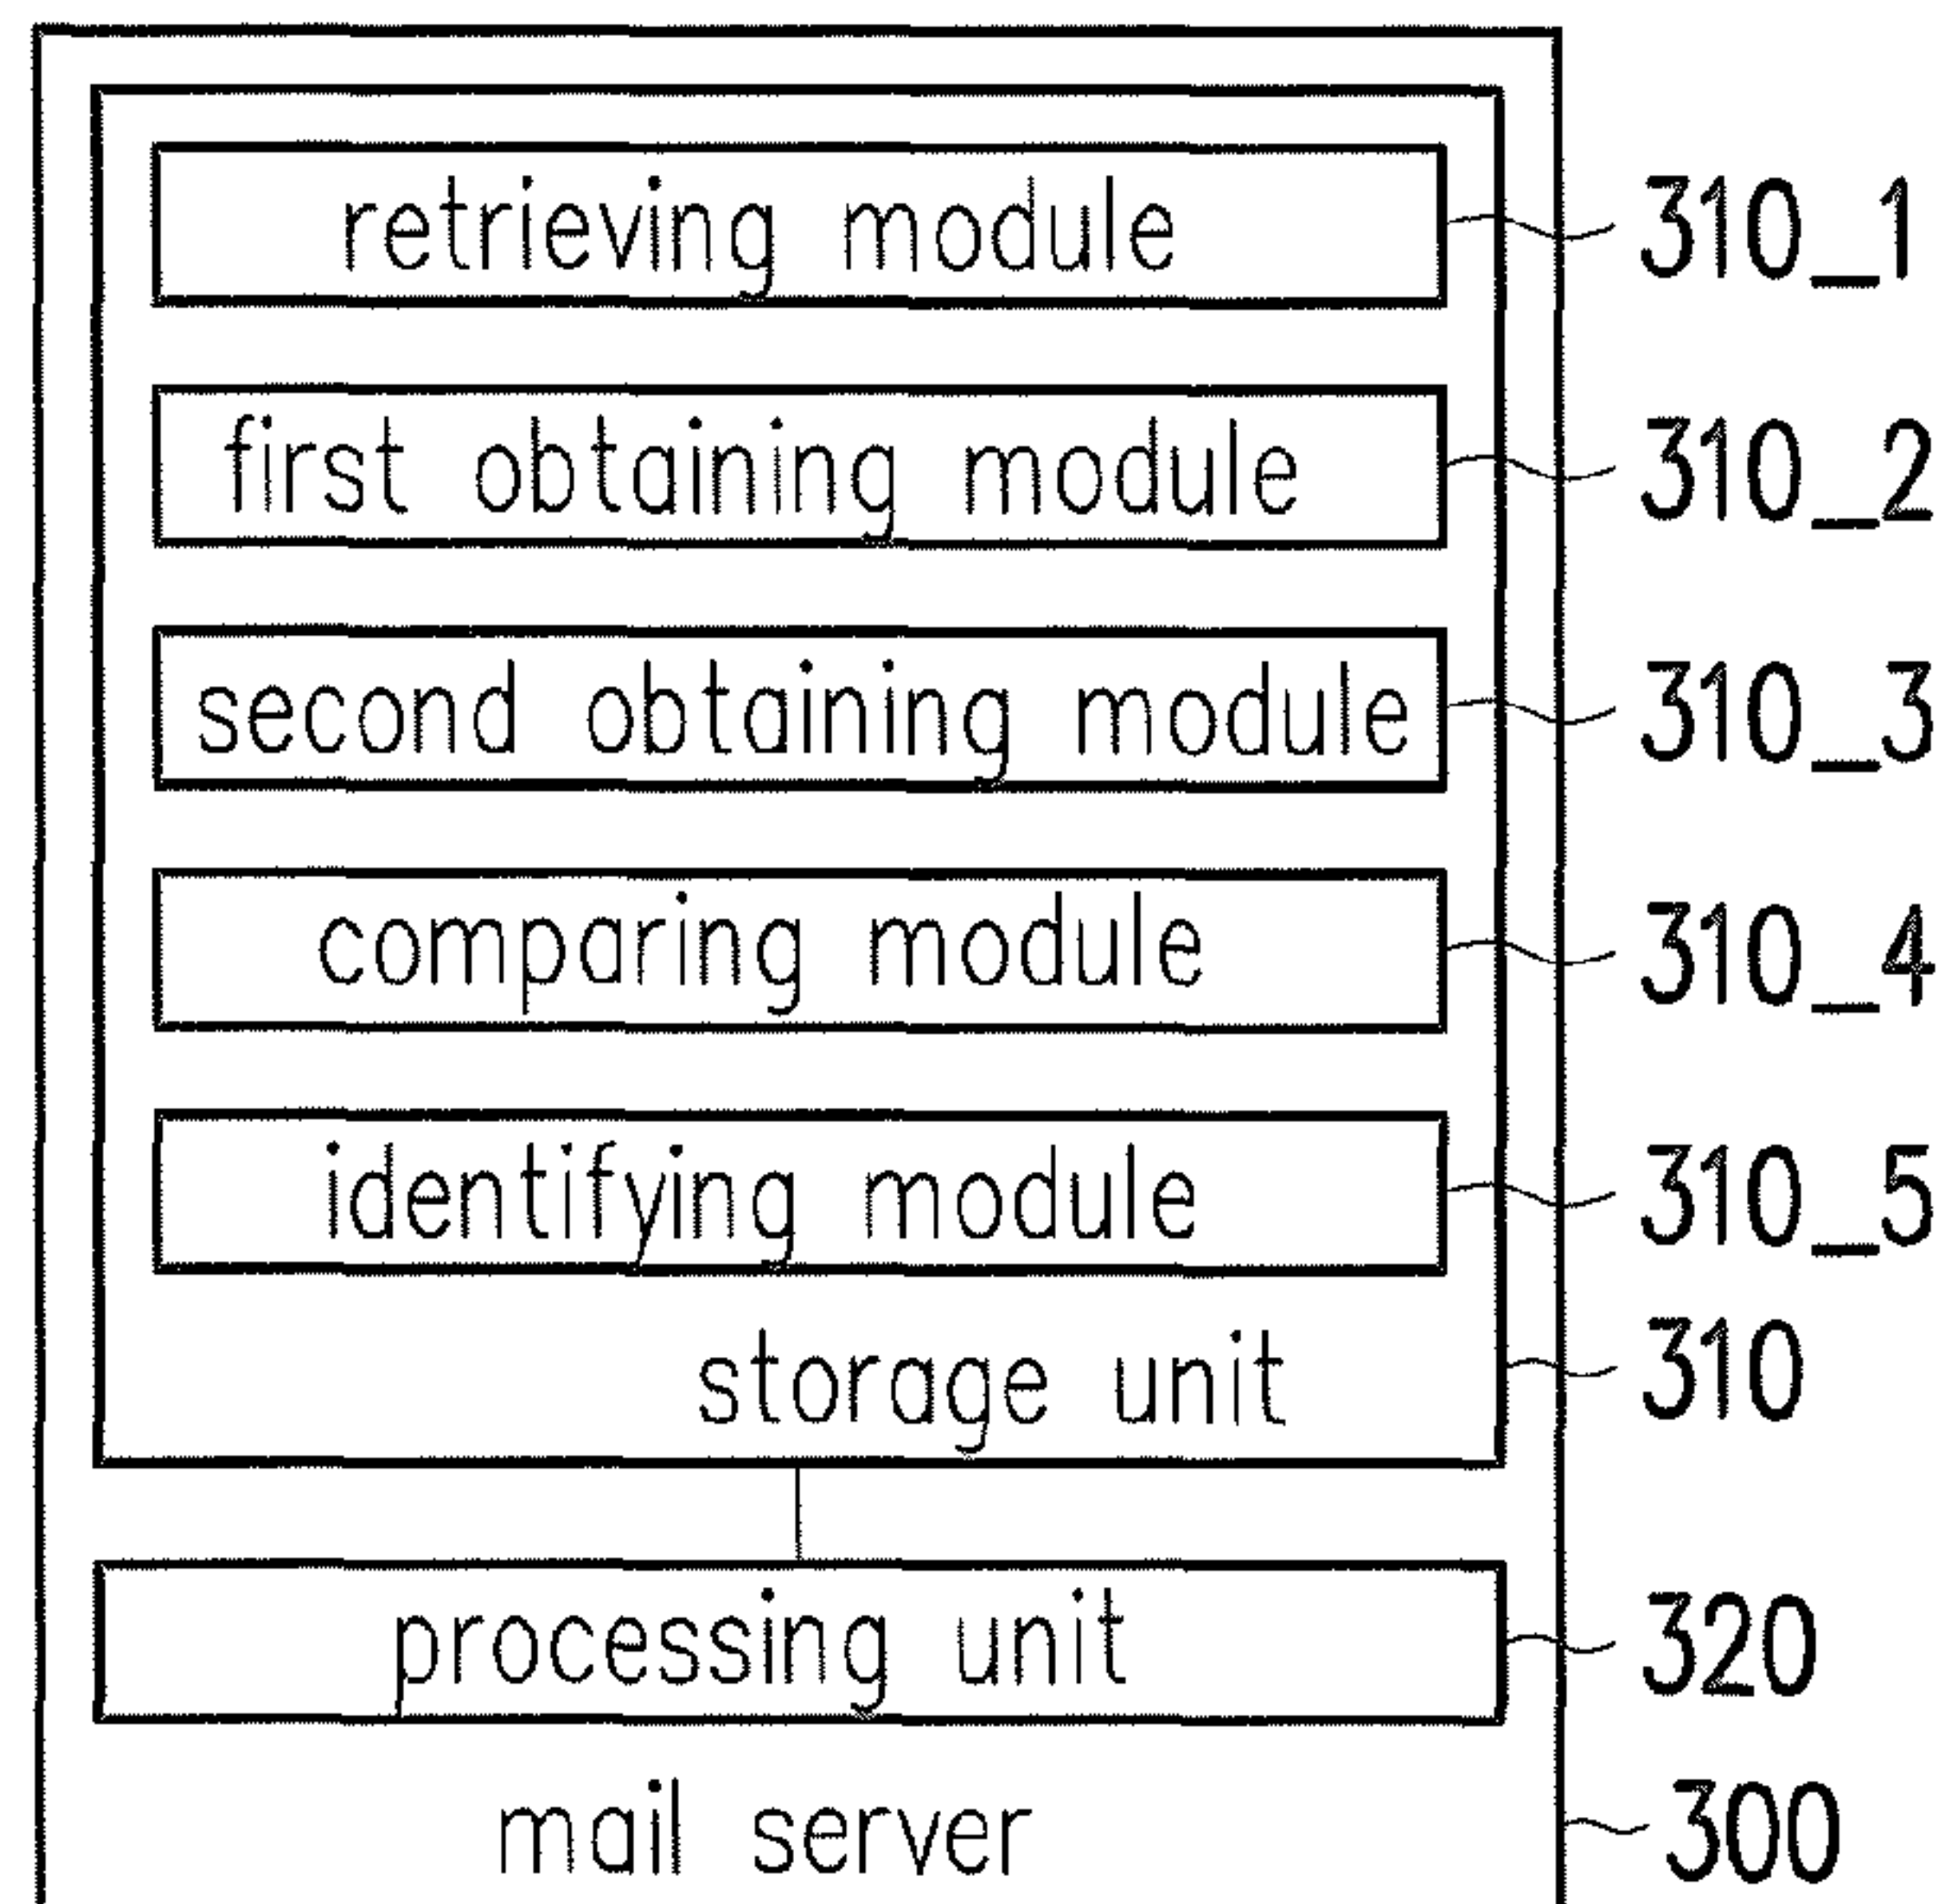 retrieving module 310_1
first obtaining module 310_2
second obtaining module 310_3
comparing module 310_4
identifying module 310_5
storage unit 310
processing unit 320
mail server 300